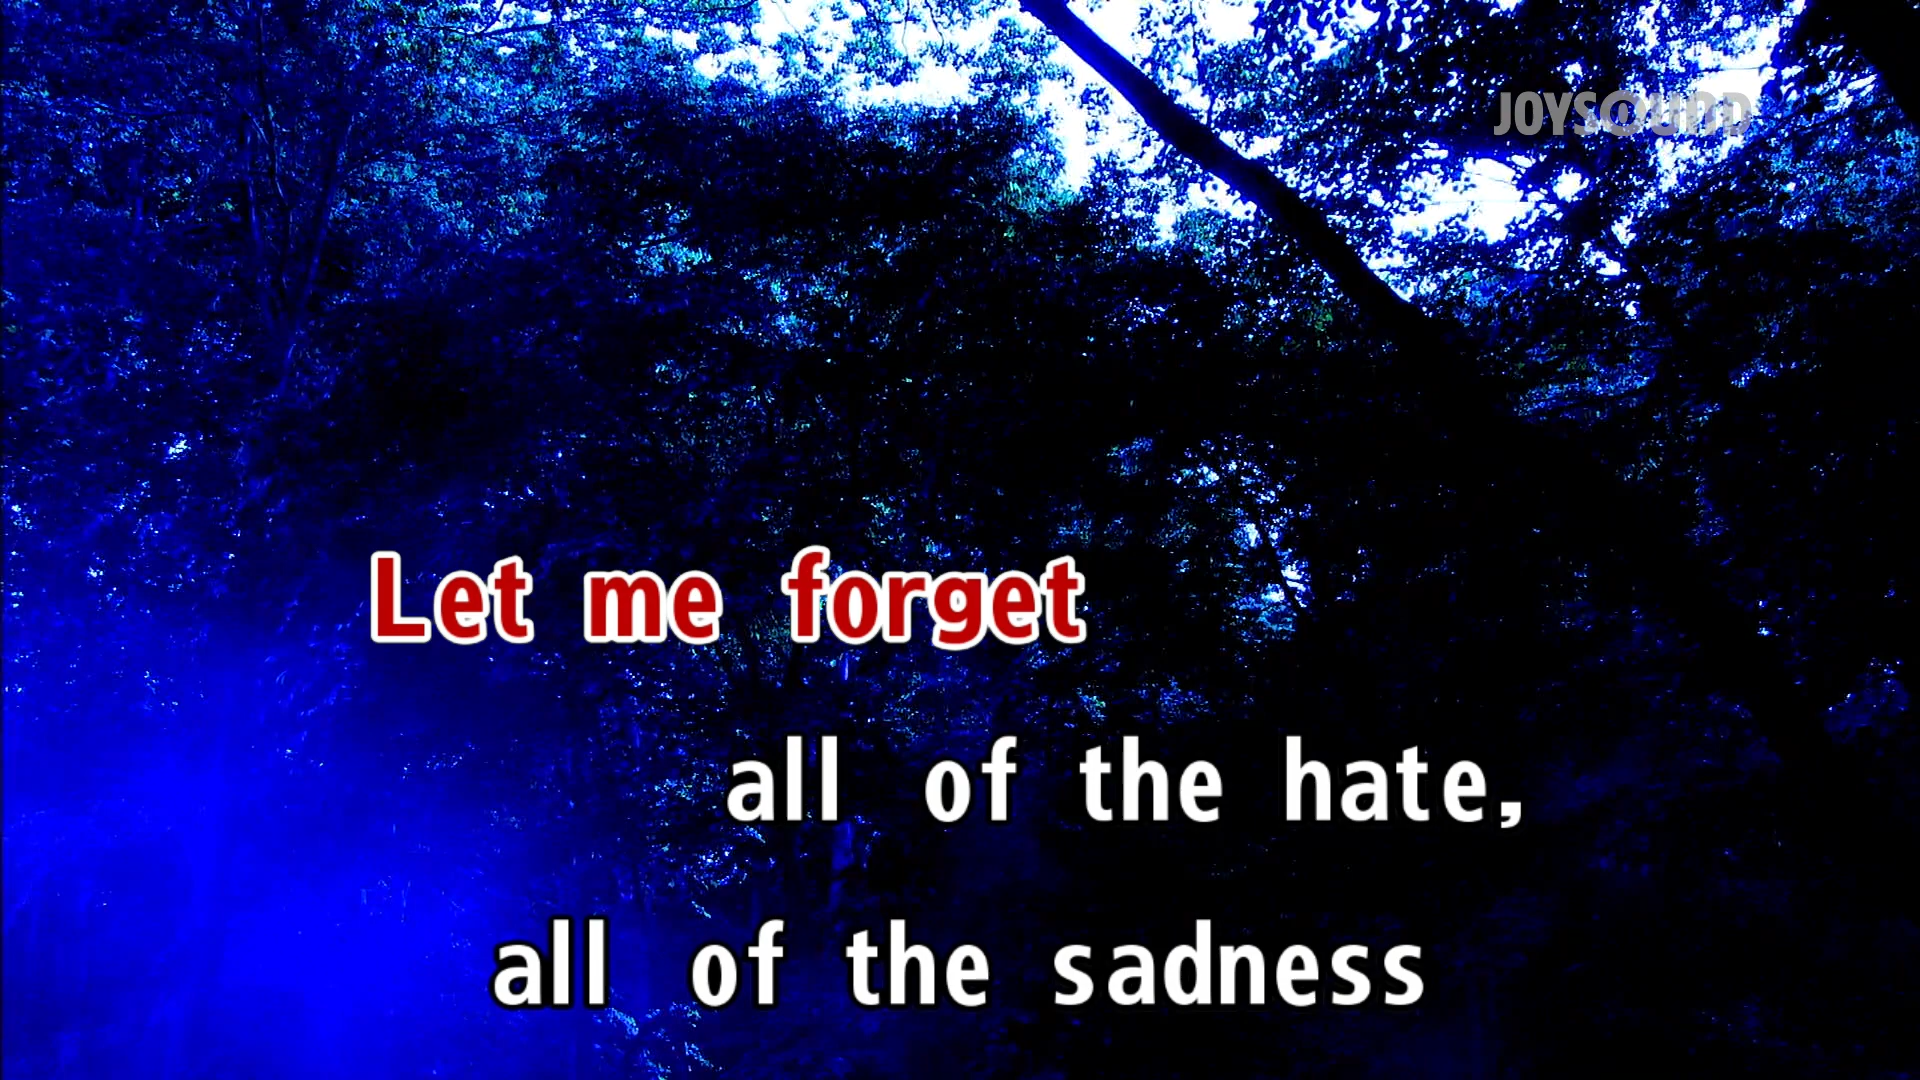 JOYSOUND
Let me forget
all of the hate,
all of the sadness